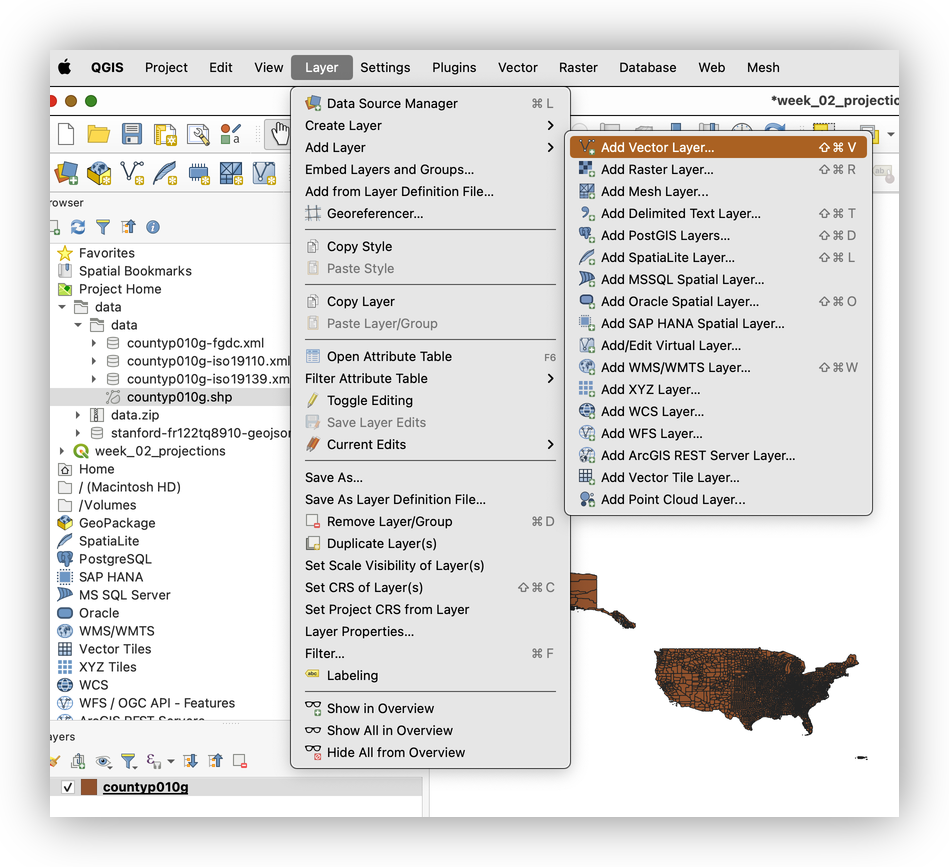 QGIS Project Edit View Layer Settings Plugins Vector Raster Database Web Mesh
*week_02_projectio
Data Source Manager ⌘ L
Create Layer
Add Layer
Embed Layers and Groups...
Add from Layer Definition File...
Georeferencer...
Copy Style
Paste Style
Copy Layer
Paste Layer/Group
Open Attribute Table F6
Filter Attribute Table
Toggle Editing
Save Layer Edits
Current Edits
Save As...
Save As Layer Definition File...
Remove Layer/Group ⌘ D
Duplicate Layer(s)
Set Scale Visibility of Layer(s)
Set CRS of Layer(s) ⇧ ⌘ C
Set Project CRS from Layer
Layer Properties...
Filter... ⌘ F
abc Labeling
Show in Overview
Show All in Overview
Hide All from Overview
Add Vector Layer... ⇧ ⌘ V
Add Raster Layer... ⇧ ⌘ R
Add Mesh Layer...
Add Delimited Text Layer... ⇧ ⌘ T
Add PostGIS Layers... ⇧ ⌘ D
Add SpatiaLite Layer... ⇧ ⌘ L
Add MSSQL Spatial Layer...
Add Oracle Spatial Layer... ⇧ ⌘ O
Add SAP HANA Spatial Layer...
Add/Edit Virtual Layer...
Add WMS/WMTS Layer... ⇧ ⌘ W
Add XYZ Layer...
Add WCS Layer...
Add WFS Layer...
Add ArcGIS REST Server Layer...
Add Vector Tile Layer...
Add Point Cloud Layer...
rowser
Favorites
Spatial Bookmarks
Project Home
data
data
countyp010g-fgdc.xml
countyp010g-iso19110.xml
countyp010g-iso19139.xm
countyp010g.shp
data.zip
stanford-fr122tq8910-geojson
week_02_projections
Home
/ (Macintosh HD)
/Volumes
GeoPackage
SpatiaLite
PostgreSQL
SAP HANA
MS SQL Server
Oracle
WMS/WMTS
Vector Tiles
XYZ Tiles
WCS
WFS / OGC API - Features
ArcGIS REST Servers
ayers
countyp010g